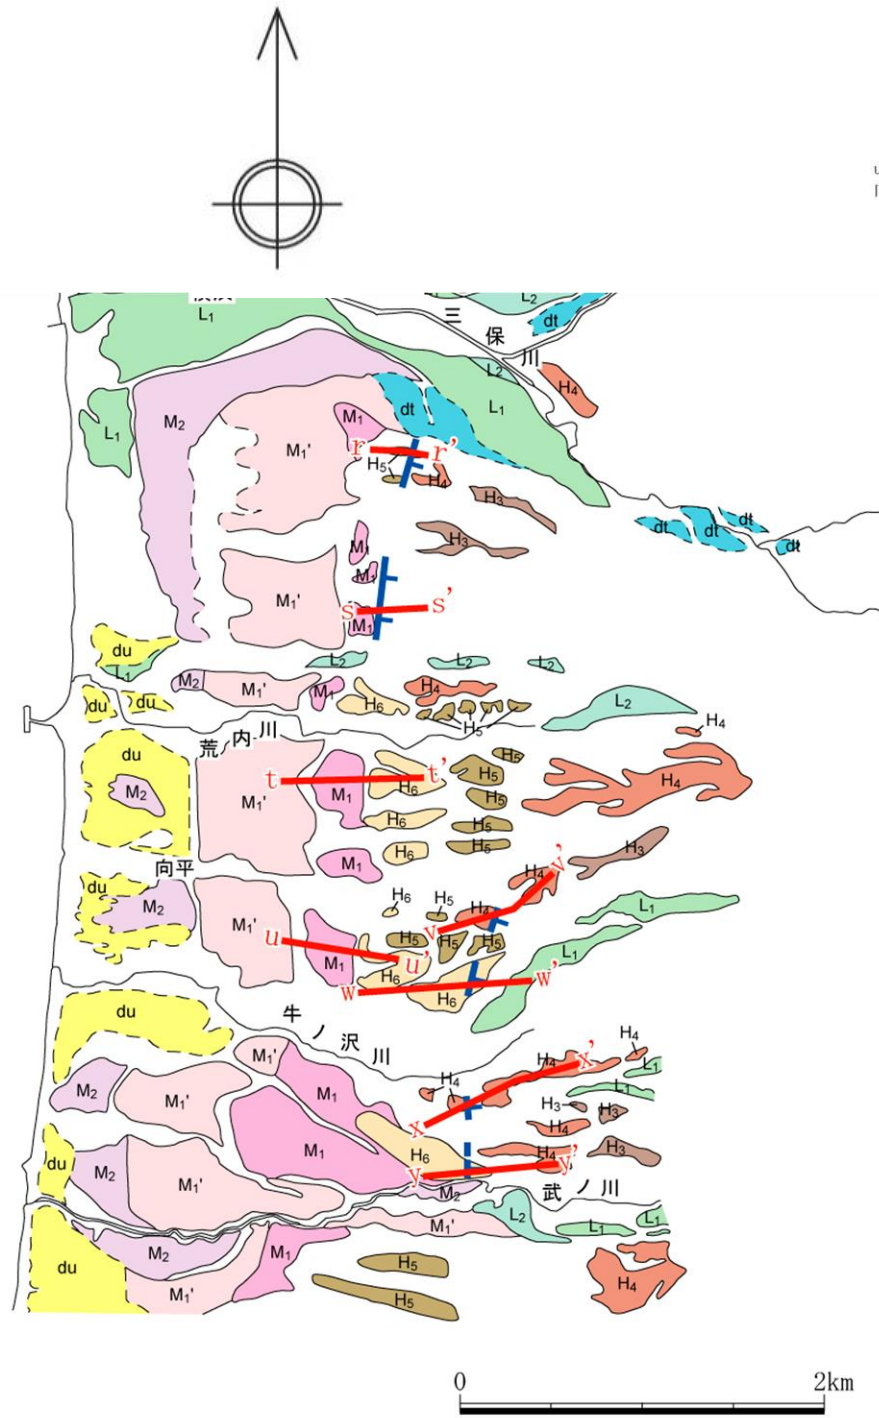 L₂
三
dt
保
L₁
川
L₂
H₄
L₁
M₂
M₁
dt
L₁
M₁'
r r'
H₅
H₄
H₃
dt
dt
dt
dt
M₁
H₃
M₁
M₁'
s s'
M₁
du
L₂
L₂
L₂
L₁
M₂
M₁'
M₁
H₄
H₆
L₂
du
du
H₅
H₄
荒 内 川
du
H₅
t t'
H₅
H₄
M₂
M₁'
M₁
H₆
H₅
H₆
H₅
H₅
H₃
向平
M₁
H₆
v'
H₄
du
H₆
H₅
H₄
M₂
M₁'
v
L₁
u
H₅
H₅
H₅
L₁
M₁
u'
H₆
w w'
H₆
du
牛 ノ 沢 川
H₄
M₁'
H₄
x'
L₁
H₄
M₂
M₁'
M₁
L₁
H₃
H₃
x
H₄
M₁
H₆
H₄
H₃
du
M₂
M₁'
y y'
M₂
武 ノ 川
L₂
L₁
L₁
M₁'
M₂
M₁
du
H₅
H₄
M₁'
H₅
0 2km